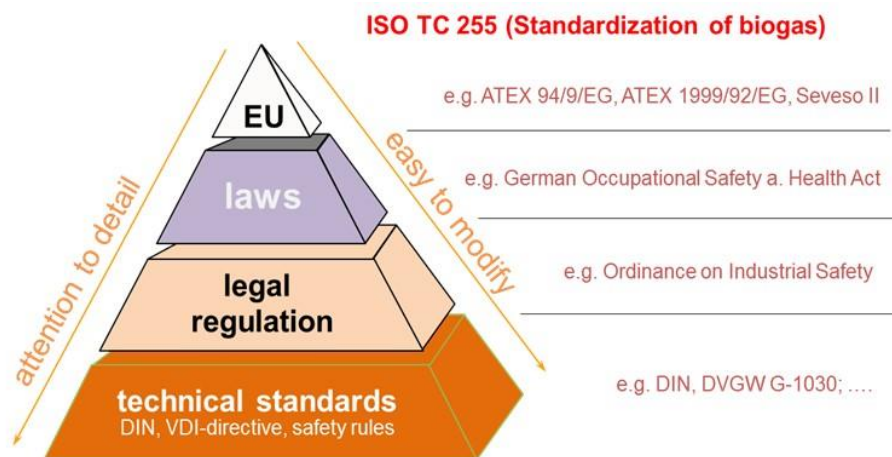 ISO TC 255 (Standardization of biogas)
EU
e.g. ATEX 94/9/EG, ATEX 1999/92/EG, Seveso II
laws
e.g. German Occupational Safety a. Health Act
legal
regulation
e.g. Ordinance on Industrial Safety
technical standards
DIN, VDI-directive, safety rules
e.g. DIN, DVGW G-1030; ….
attention to detail
easy to modify